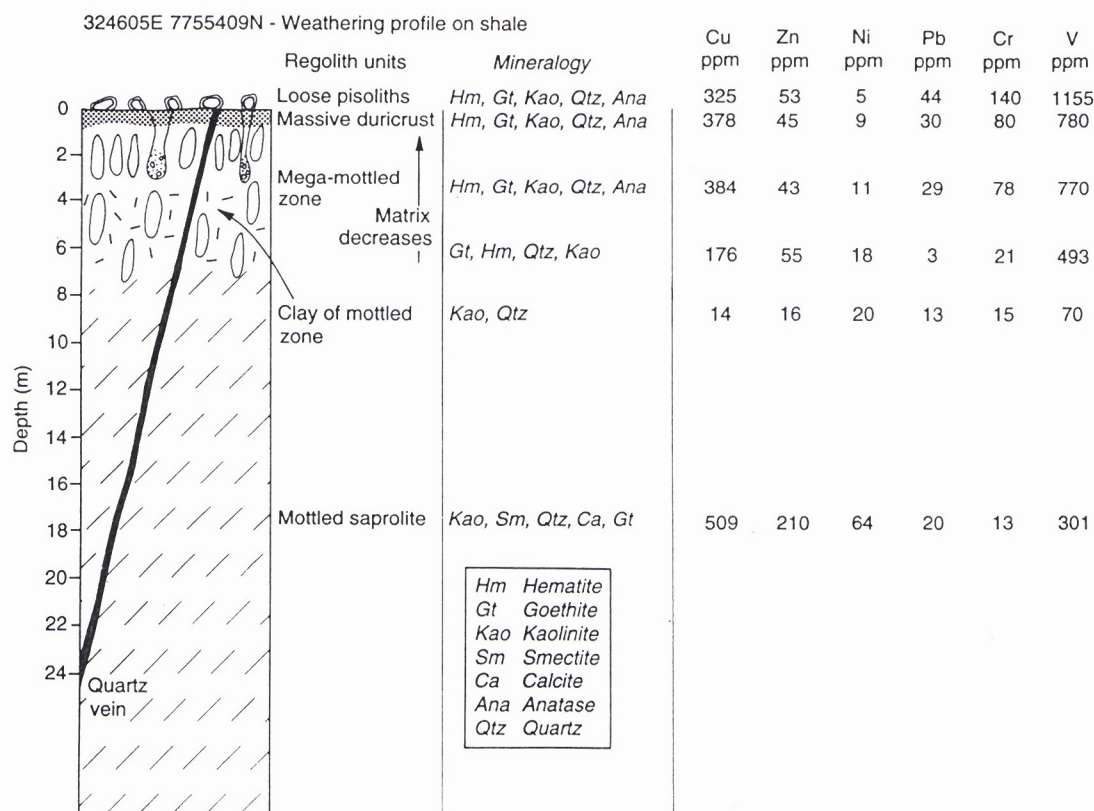 324605E 7755409N - Weathering profile on shale
Cu Zn Ni Pb Cr V
Regolith units Mineralogy ppm ppm ppm ppm ppm ppm
Loose pisoliths Hm, Gt, Kao, Qtz, Ana 325 53 5 44 140 1155
0 Massive duricrust Hm, Gt, Kao, Qtz, Ana 378 45 9 30 80 780
2
Mega-mottled
zone Hm, Gt, Kao, Qtz, Ana 384 43 11 29 78 770
4
Matrix
decreases
6 Gt, Hm, Qtz, Kao 176 55 18 3 21 493
8
Clay of mottled
zone Kao, Qtz 14 16 20 13 15 70
10
12
Depth (m)
14
16
Mottled saprolite Kao, Sm, Qtz, Ca, Gt 509 210 64 20 13 301
18
20
22
24
Quartz
vein
Hm Hematite
Gt Goethite
Kao Kaolinite
Sm Smectite
Ca Calcite
Ana Anatase
Qtz Quartz